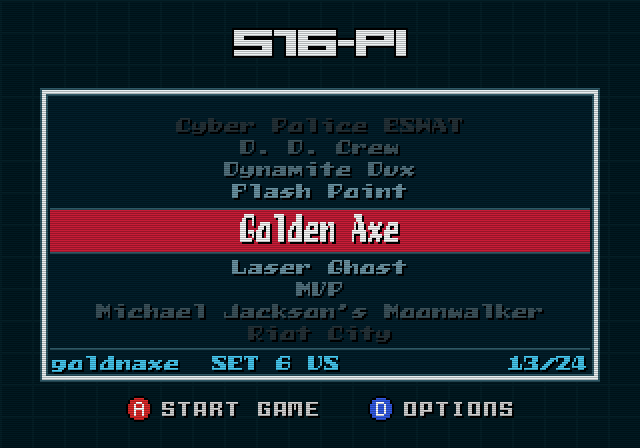 S16-PI
Cyber Police ESWAT
D. D. Crew
Dynamite Dux
Flash Point
Golden Axe
Laser Ghost
MVP
Michael Jackson's Moonwalker
Riot City
goldnaxe SET 6 US 13/24
A START GAME D OPTIONS